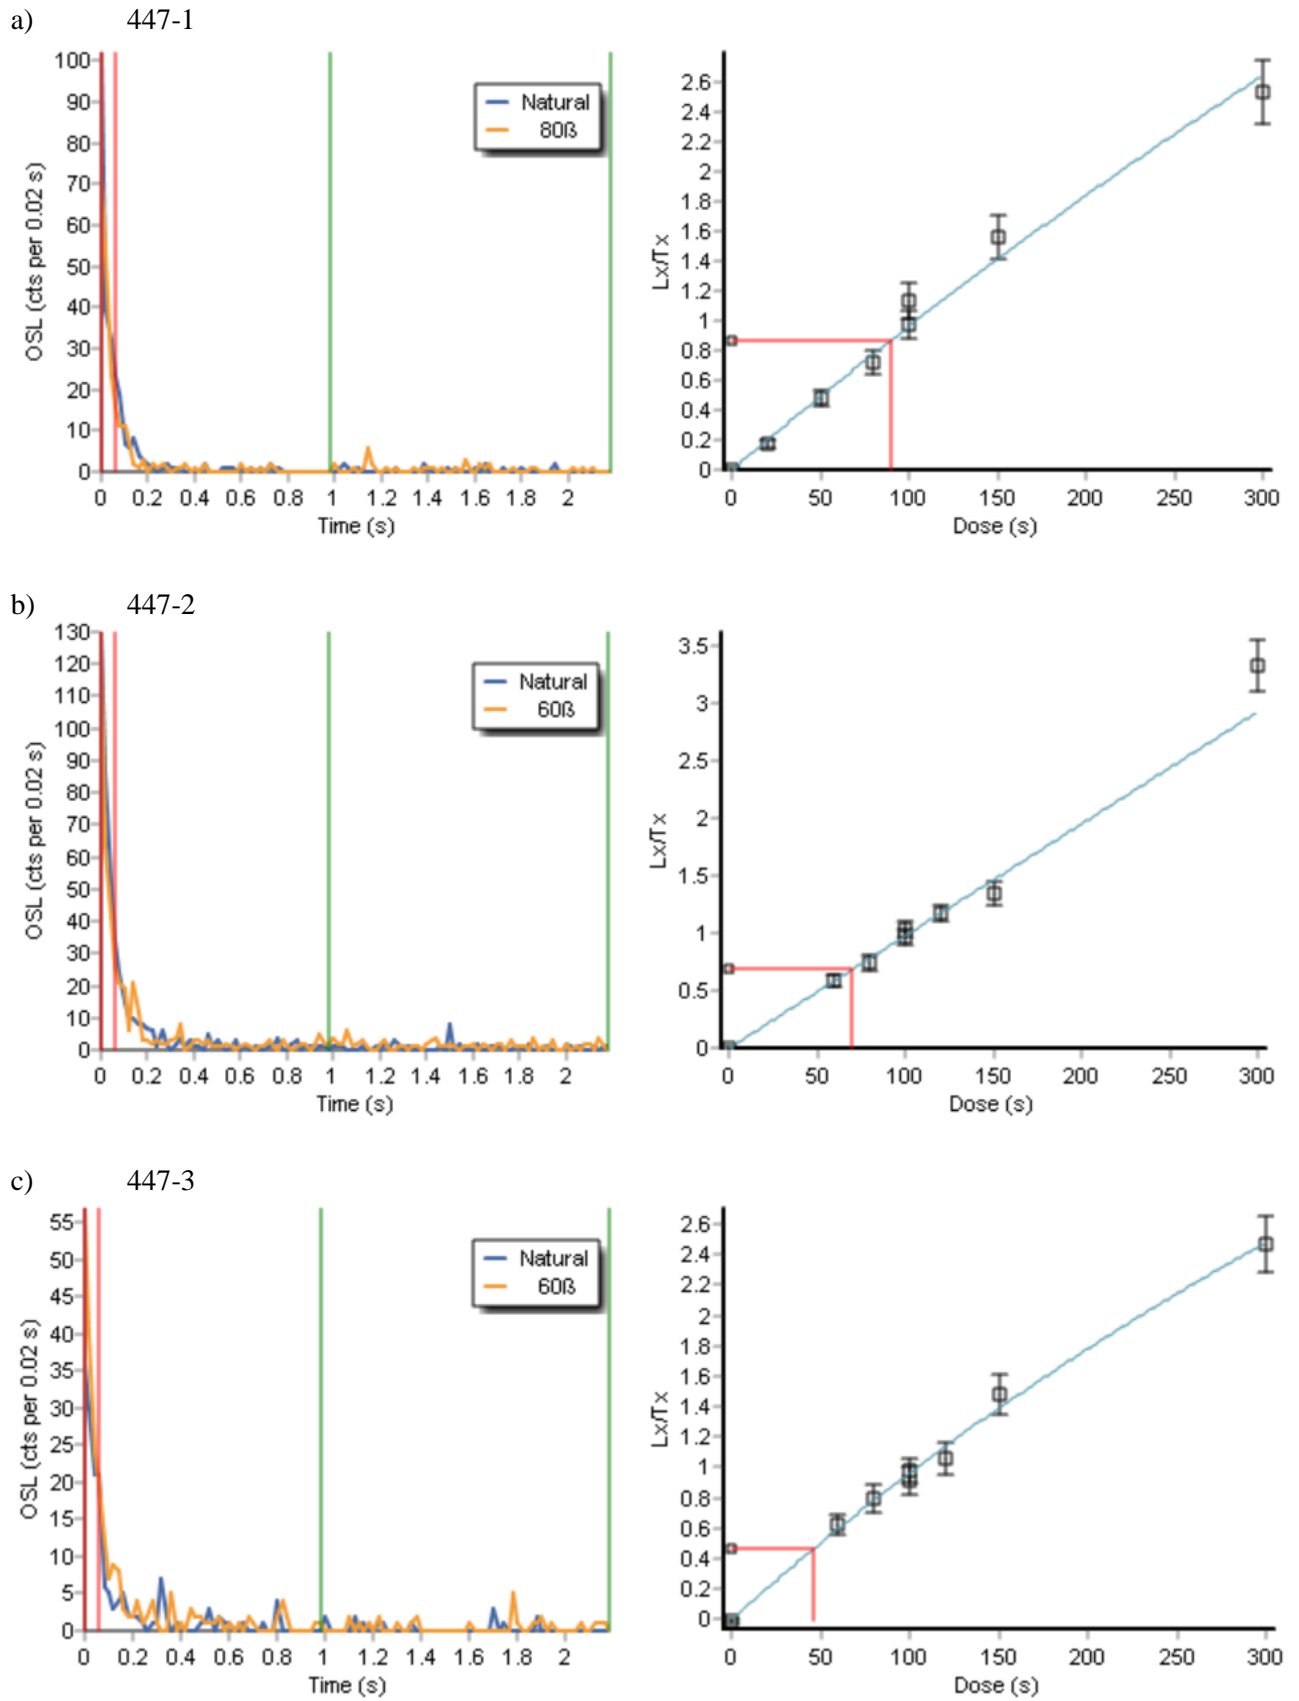 a) 447-1
100
90
80
70
60
50
40
30
20
10
0
OSL (cts per 0.02 s)
Natural
80ß
0 0.2 0.4 0.6 0.8 1 1.2 1.4 1.6 1.8 2
Time (s)
2.6
2.4
2.2
2
1.8
1.6
1.4
1.2
1
0.8
0.6
0.4
0.2
0
Lx/Tx
0 50 100 150 200 250 300
Dose (s)
b) 447-2
130
120
110
100
90
80
70
60
50
40
30
20
10
0
OSL (cts per 0.02 s)
Natural
60ß
0 0.2 0.4 0.6 0.8 1 1.2 1.4 1.6 1.8 2
Time (s)
3.5
3
2.5
2
1.5
1
0.5
0
Lx/Tx
0 50 100 150 200 250 300
Dose (s)
c) 447-3
55
50
45
40
35
30
25
20
15
10
5
0
OSL (cts per 0.02 s)
Natural
60ß
0 0.2 0.4 0.6 0.8 1 1.2 1.4 1.6 1.8 2
Time (s)
2.6
2.4
2.2
2
1.8
1.6
1.4
1.2
1
0.8
0.6
0.4
0.2
0
Lx/Tx
0 50 100 150 200 250 300
Dose (s)